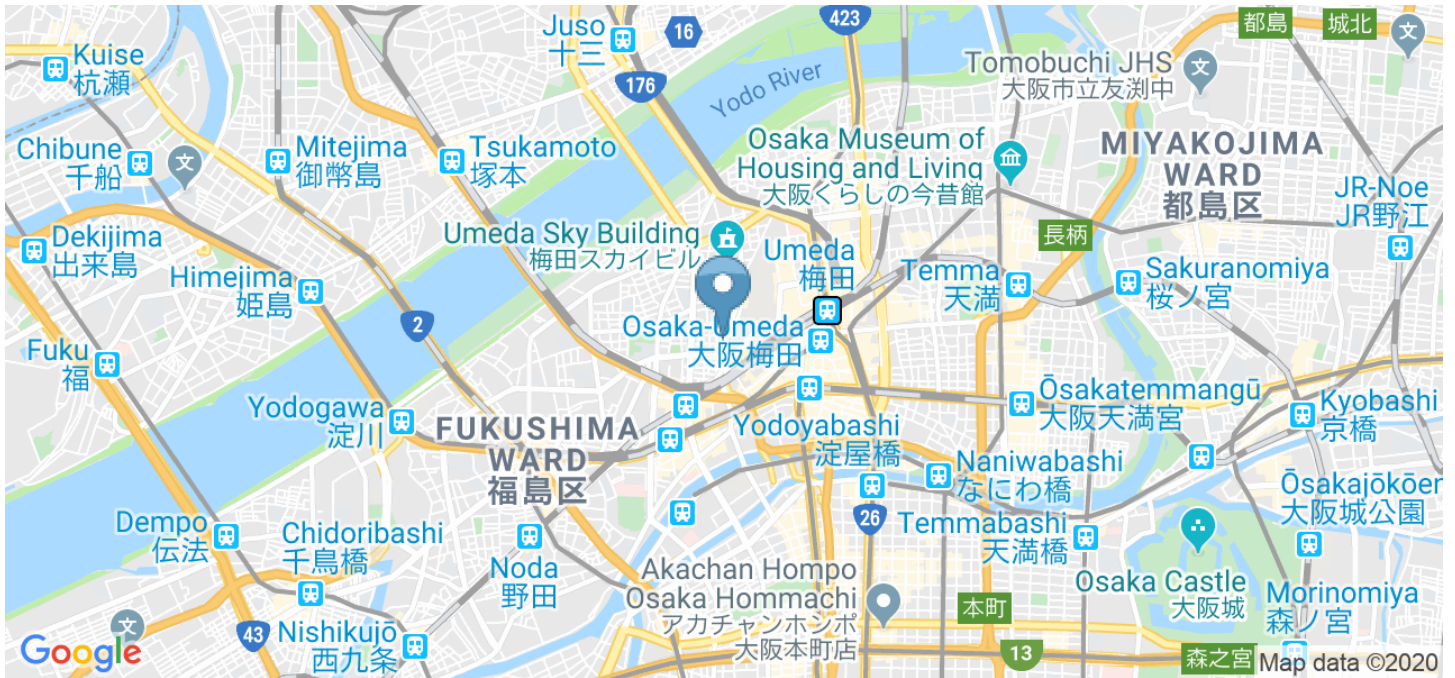 423
都島
城北
Juso
十三
16
Kuise
杭瀬
176
Yodo River
Tomobuchi JHS
大阪市立友渕中
文
文
Chibune
千船
文
Mitejima
御幣島
Tsukamoto
塚本
Osaka Museum of
Housing and Living
大阪くらしの今昔館
MIYAKOJIMA
WARD
都島区
JR-Noe
JR野江
Dekijima
出来島
Umeda Sky Building
梅田スカイビル
Umeda
梅田
長柄
Himejima
姫島
Temma
天満
Sakuranomiya
桜ノ宮
2
Osaka-Umeda
大阪梅田
Fuku
福
Yodogawa
淀川
FUKUSHIMA
WARD
福島区
Yodoyabashi
淀屋橋
Ōsakatemmangū
大阪天満宮
Kyobashi
京橋
Naniwabashi
なにわ橋
Ōsakajōkōen
大阪城公園
Dempo
伝法
Chidoribashi
千鳥橋
26
Temmabashi
天満橋
Noda
野田
Akachan Hompo
Osaka Hommachi
アカチャンホンポ
大阪本町店
Osaka Castle
大阪城
本町
Morinomiya
森ノ宮
文
43
Nishikujō
西九条
13
森之宮
Google
Map data ©2020